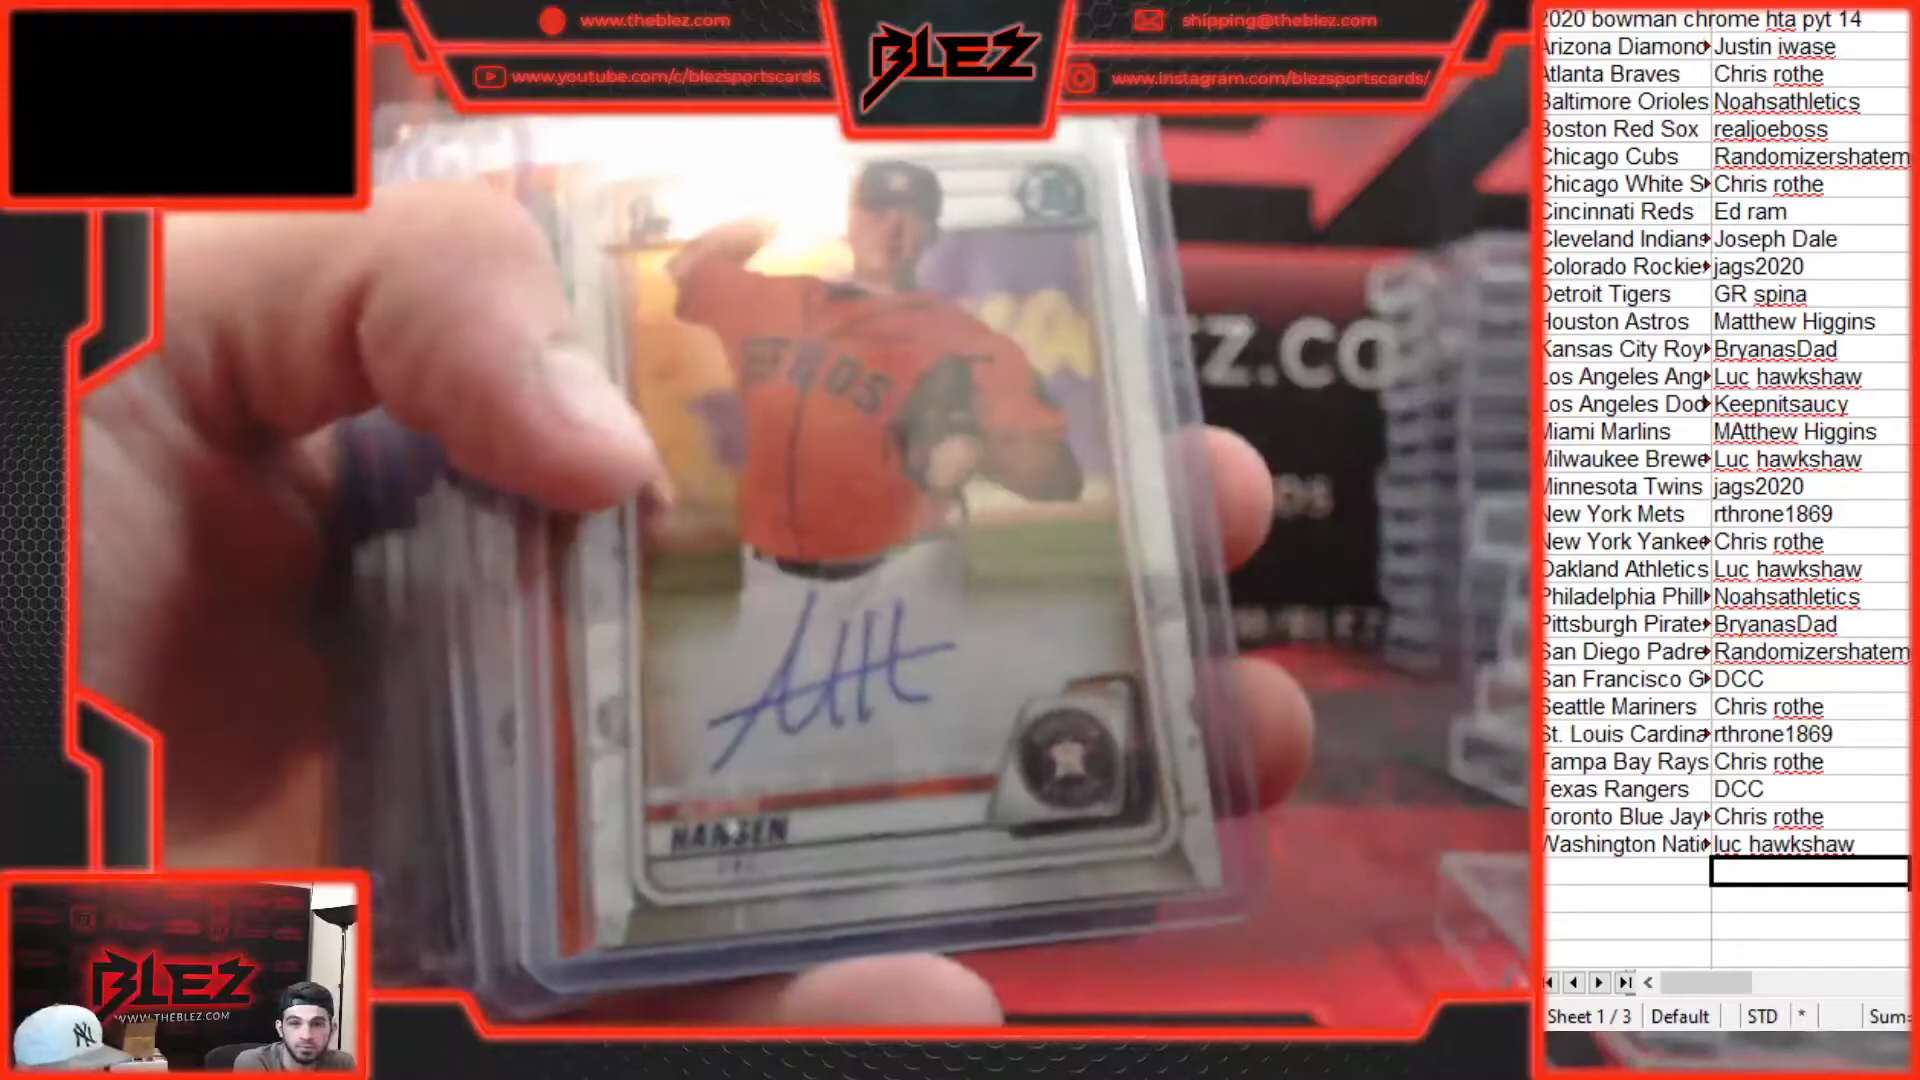 www.theblez.com
shipping@theblez.com
BLEZ
www.youtube.com/c/blezsportscards
www.instagram.com/blezsportscards/
HANSEN
BLEZ
WWW.THEBLEZ.COM
2020 bowman chrome hta pyt 14
Arizona Diamond Justin iwase
Atlanta Braves Chris rothe
Baltimore Orioles Noahsathletics
Boston Red Sox realjoeboss
Chicago Cubs Randomizershatem
Chicago White S Chris rothe
Cincinnati Reds Ed ram
Cleveland Indians Joseph Dale
Colorado Rockie jags2020
Detroit Tigers GR spina
Houston Astros Matthew Higgins
Kansas City Roy BryanasDad
Los Angeles Ang Luc hawkshaw
Los Angeles Dod Keepnitsaucy
Miami Marlins MAtthew Higgins
Milwaukee Brewe Luc hawkshaw
Minnesota Twins jags2020
New York Mets rthrone1869
New York Yankee Chris rothe
Oakland Athletics Luc hawkshaw
Philadelphia Phill Noahsathletics
Pittsburgh Pirate BryanasDad
San Diego Padre Randomizershatem
San Francisco G DCC
Seattle Mariners Chris rothe
St. Louis Cardina rthrone1869
Tampa Bay Rays Chris rothe
Texas Rangers DCC
Toronto Blue Jay Chris rothe
Washington Natio luc hawkshaw
Sheet 1 / 3 Default STD * Sum=